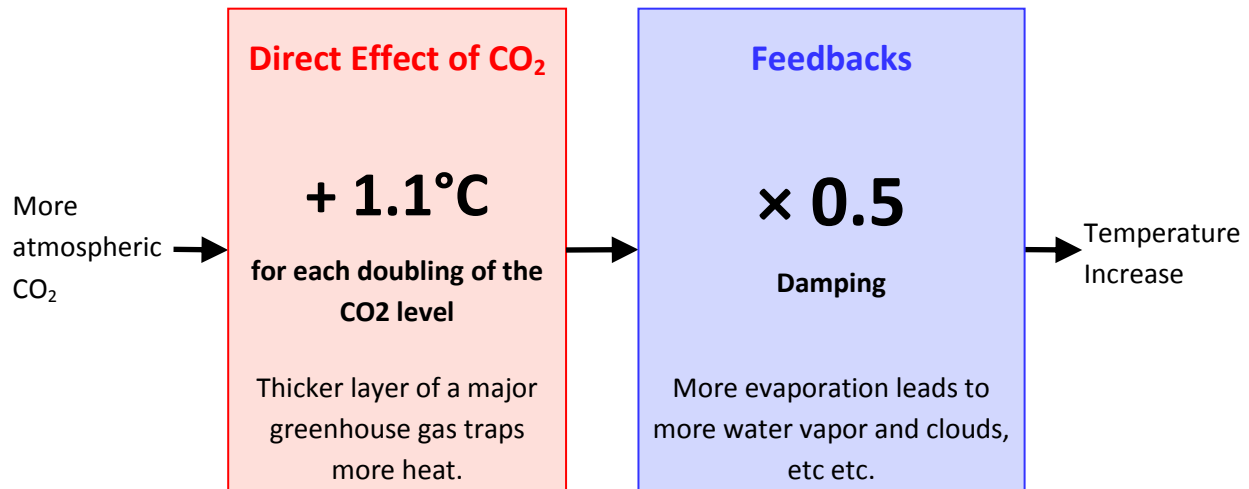 More
atmospheric
CO₂
Direct Effect of CO₂
+ 1.1°C
for each doubling of the
CO2 level
Thicker layer of a major
greenhouse gas traps
more heat.
Feedbacks
× 0.5
Damping
More evaporation leads to
more water vapor and clouds,
etc etc.
Temperature
Increase